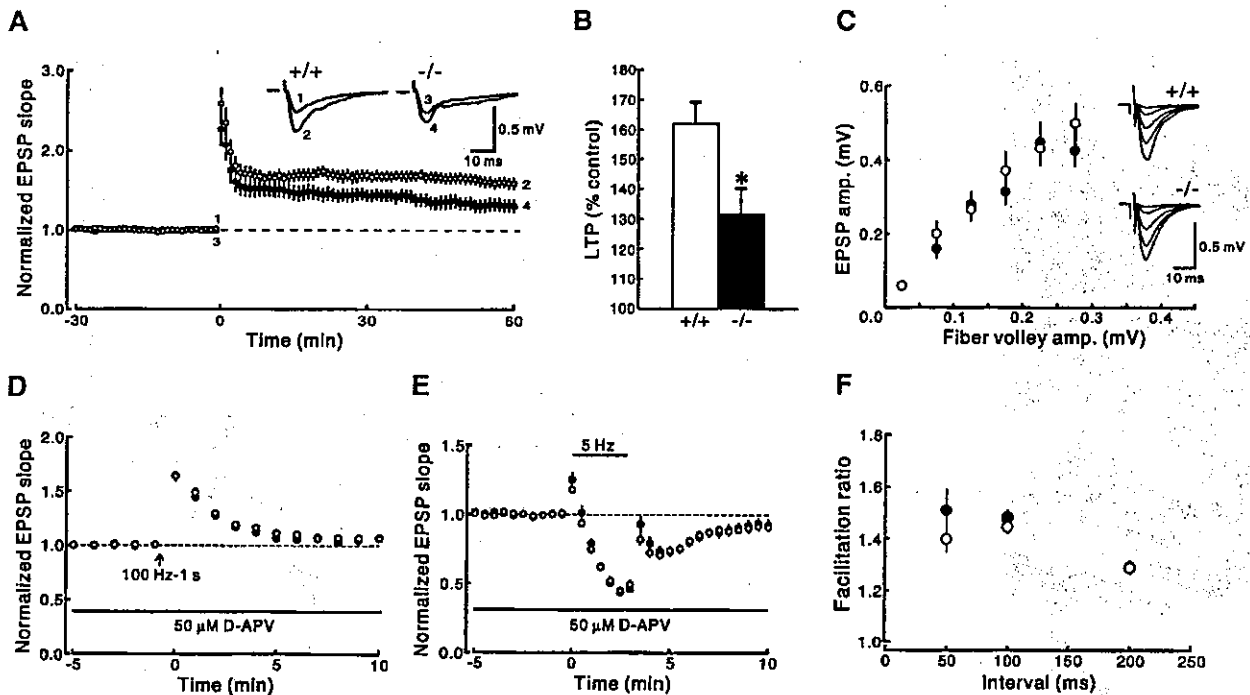 A
Normalized EPSP slope
3.0
2.0
1.0
0.0
-30
0
30
60
Time (min)
+/+
-/-
1
2
3
4
0.5 mV
10 ms
2
4
1
3
B
LTP (% control)
170
160
150
140
130
120
110
100
*
+/+
-/-
C
EPSP amp. (mV)
0.6
0.4
0.2
0.0
0.2
0.4
Fiber volley amp. (mV)
+/+
-/-
0.5 mV
10 ms
D
Normalized EPSP slope
2.0
1.5
1.0
0.5
0.0
100 Hz-1 s
50 μM D-APV
-5
0
5
10
Time (min)
E
Normalized EPSP slope
1.5
1.0
0.5
0.0
5 Hz
50 μM D-APV
-5
0
5
10
Time (min)
F
Facilitation ratio
1.8
1.6
1.4
1.2
1.0
0
50
100
150
200
250
Interval (ms)